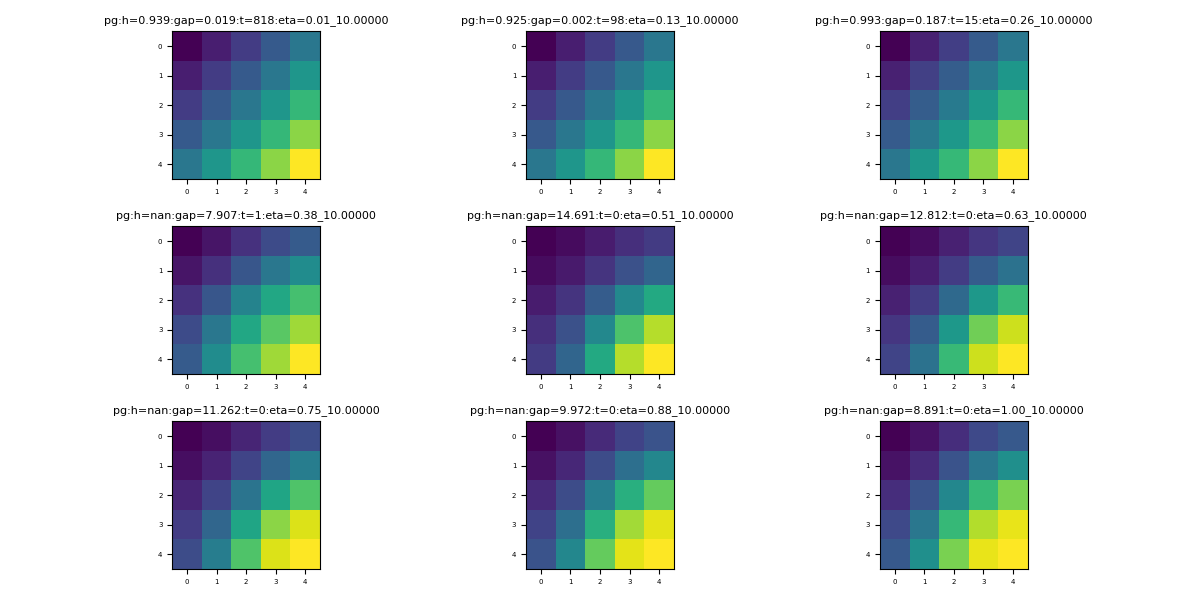 pg:h=0.939:gap=0.019:t=818:eta=0.01_10.00000
0
1
2
3
4
0 1 2 3 4
pg:h=0.925:gap=0.002:t=98:eta=0.13_10.00000
0
1
2
3
4
0 1 2 3 4
pg:h=0.993:gap=0.187:t=15:eta=0.26_10.00000
0
1
2
3
4
0 1 2 3 4
pg:h=nan:gap=7.907:t=1:eta=0.38_10.00000
0
1
2
3
4
0 1 2 3 4
pg:h=nan:gap=14.691:t=0:eta=0.51_10.00000
0
1
2
3
4
0 1 2 3 4
pg:h=nan:gap=12.812:t=0:eta=0.63_10.00000
0
1
2
3
4
0 1 2 3 4
pg:h=nan:gap=11.262:t=0:eta=0.75_10.00000
0
1
2
3
4
0 1 2 3 4
pg:h=nan:gap=9.972:t=0:eta=0.88_10.00000
0
1
2
3
4
0 1 2 3 4
pg:h=nan:gap=8.891:t=0:eta=1.00_10.00000
0
1
2
3
4
0 1 2 3 4